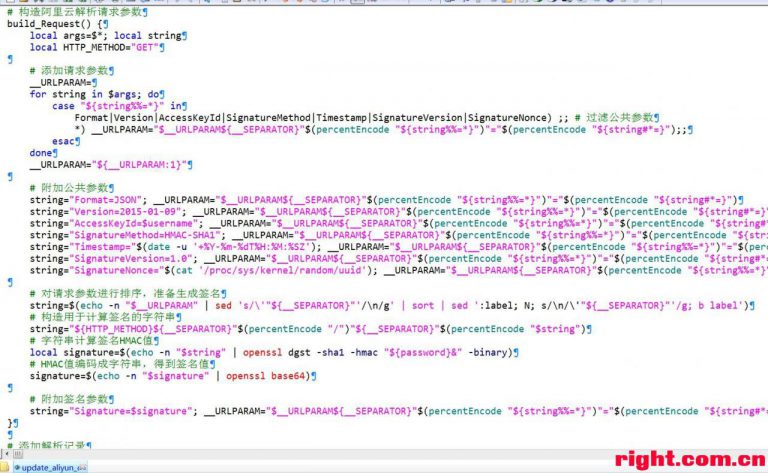 # 构造阿里云解析请求参数¶
build_Request() {¶
local args=$*; local string¶
local HTTP_METHOD="GET"¶
¶
# 添加请求参数¶
__URLPARAM=¶
for string in $args; do¶
case "${string%%=*}" in¶
Format|Version|AccessKeyId|SignatureMethod|Timestamp|SignatureVersion|SignatureNonce) ;; # 过滤公共参数¶
*) __URLPARAM="$__URLPARAM${__SEPARATOR}"$(percentEncode "${string%%=*}")"="$(percentEncode "${string#*=}");;¶
esac¶
done¶
__URLPARAM="${__URLPARAM:1}"¶
¶
# 附加公共参数¶
string="Format=JSON"; __URLPARAM="$__URLPARAM${__SEPARATOR}"$(percentEncode "${string%%=*}")"="$(percentEncode "${string#*=}")
string="Version=2015-01-09"; __URLPARAM="$__URLPARAM${__SEPARATOR}"$(percentEncode "${string%%=*}")"="$(percentEncode "${string#*=
string="AccessKeyId=$username"; __URLPARAM="$__URLPARAM${__SEPARATOR}"$(percentEncode "${string%%=*}")"="$(percentEncode "${string
string="SignatureMethod=HMAC-SHA1"; __URLPARAM="$__URLPARAM${__SEPARATOR}"$(percentEncode "${string%%=*}")"="$(percentEncode "${st
string="Timestamp="$(date -u '+%Y-%m-%dT%H:%M:%SZ'); __URLPARAM="$__URLPARAM${__SEPARATOR}"$(percentEncode "${string%%=*}")"="$(pe
string="SignatureVersion=1.0"; __URLPARAM="$__URLPARAM${__SEPARATOR}"$(percentEncode "${string%%=*}")"="$(percentEncode "${string#
string="SignatureNonce="$(cat '/proc/sys/kernel/random/uuid'); __URLPARAM="$__URLPARAM${__SEPARATOR}"$(percentEncode "${string%%=*}"
¶
# 对请求参数进行排序，准备生成签名¶
string=$(echo -n "$__URLPARAM" | sed 's/\'"${__SEPARATOR}"'/\n/g' | sort | sed ':label; N; s/\n/\'"${__SEPARATOR}"'/g; b label')¶
# 构造用于计算签名的字符串¶
string="${HTTP_METHOD}${__SEPARATOR}"$(percentEncode "/")"${__SEPARATOR}"$(percentEncode "$string")¶
# 字符串计算签名HMAC值¶
local signature=$(echo -n "$string" | openssl dgst -sha1 -hmac "${password}&" -binary)¶
# HMAC值编码成字符串，得到签名值¶
signature=$(echo -n "$signature" | openssl base64)¶
¶
# 附加签名参数¶
string="Signature=$signature"; __URLPARAM="$__URLPARAM${__SEPARATOR}"$(percentEncode "${string%%=*}")"="$(percentEncode "${string#*
}¶
¶
# 添加解析记录¶
update_aliyun_
right.com.cn